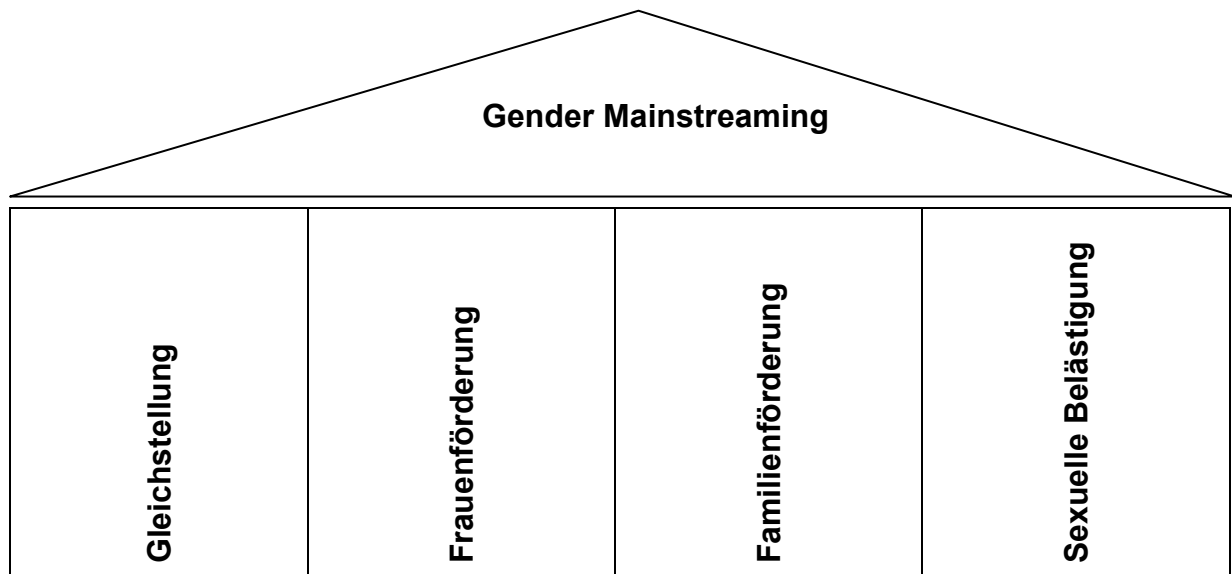 Gender Mainstreaming
Gleichstellung
Frauenförderung
Familienförderung
Sexuelle Belästigung